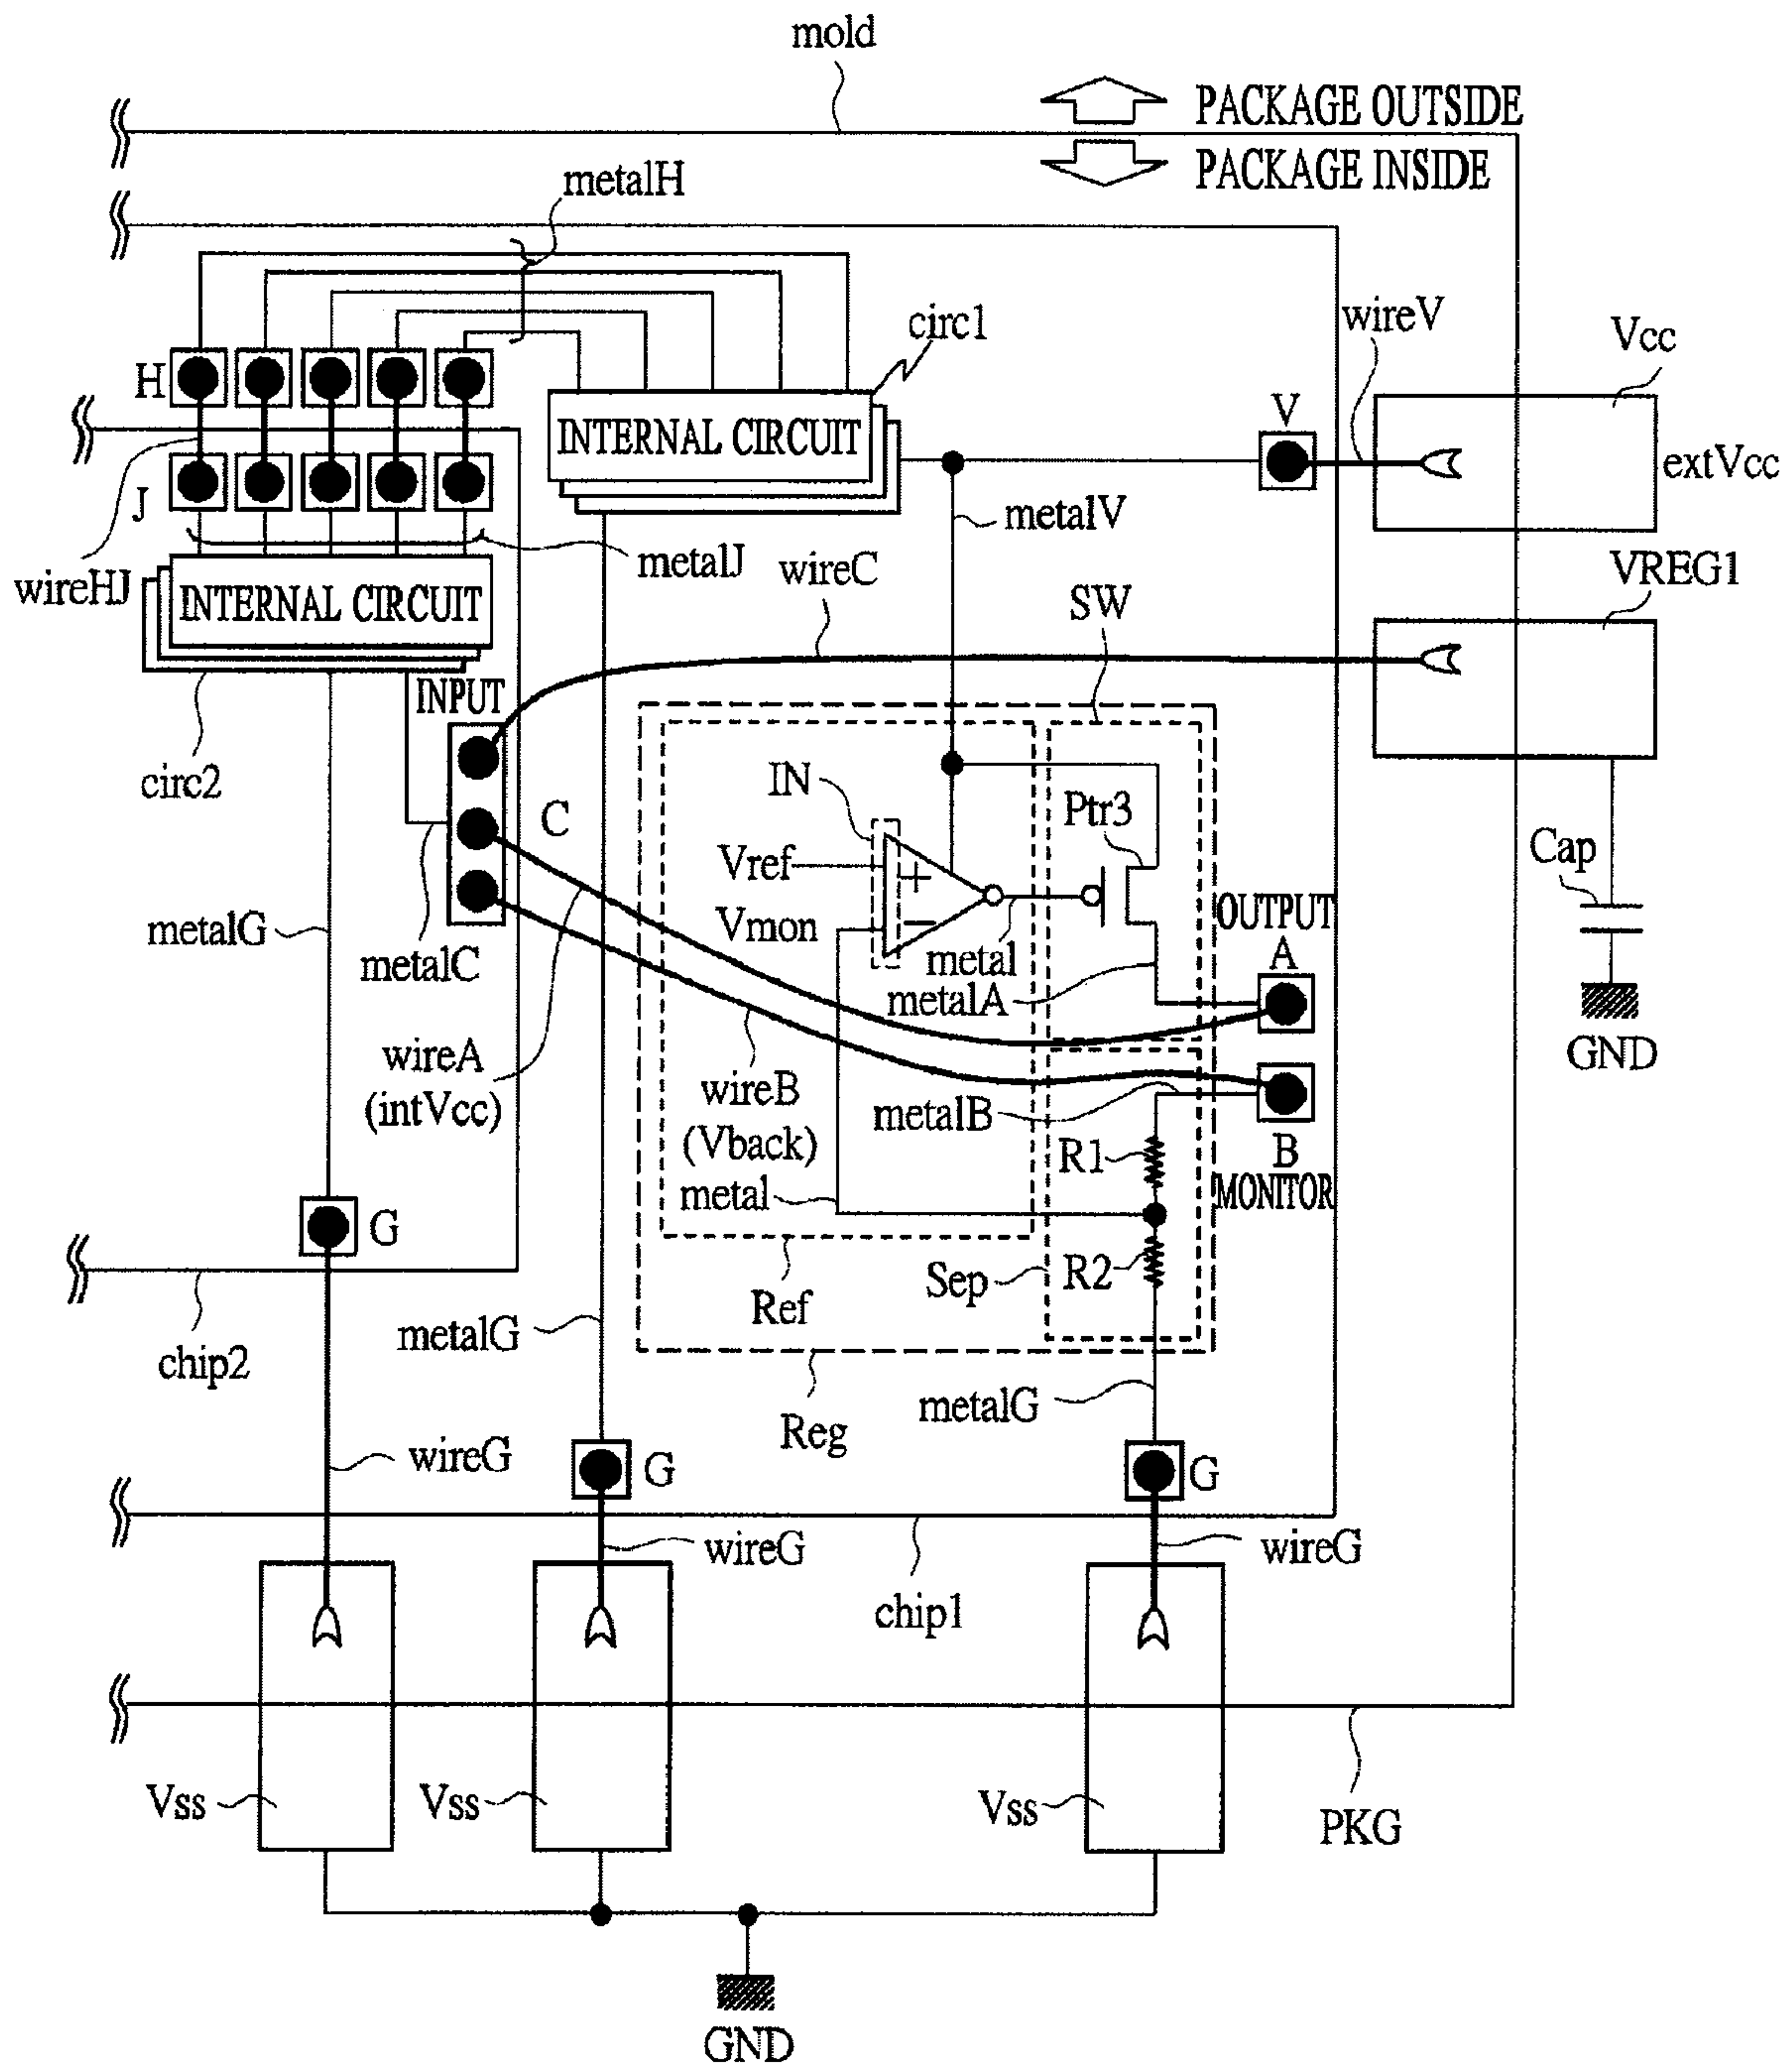 mold
PACKAGE OUTSIDE
PACKAGE INSIDE
metalH
circ1
wireV
Vcc
H
V
INTERNAL CIRCUIT
extVcc
J
metalV
metalJ
wireC
VREG1
wireHJ
INTERNAL CIRCUIT
SW
INPUT
circ2
IN
Ptr3
C
Cap
Vref
+
Vmon
−
OUTPUT
metalG
metalC
metal
A
metalA
GND
wireA
(intVcc)
wireB
(Vback)
metalB
R1
B
MONITOR
metal
G
R2
Sep
Ref
metalG
chip2
metalG
Reg
wireG
G
G
wireG
wireG
chip1
Vss
Vss
Vss
PKG
GND